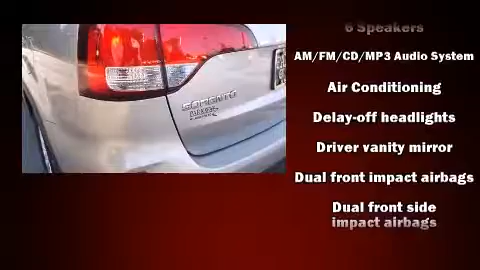 6 Speakers
AM/FM/CD/MP3 Audio System
Air Conditioning
Delay-off headlights
Driver vanity mirror
Dual front impact airbags
Dual front side
impact airbags
SORENTO